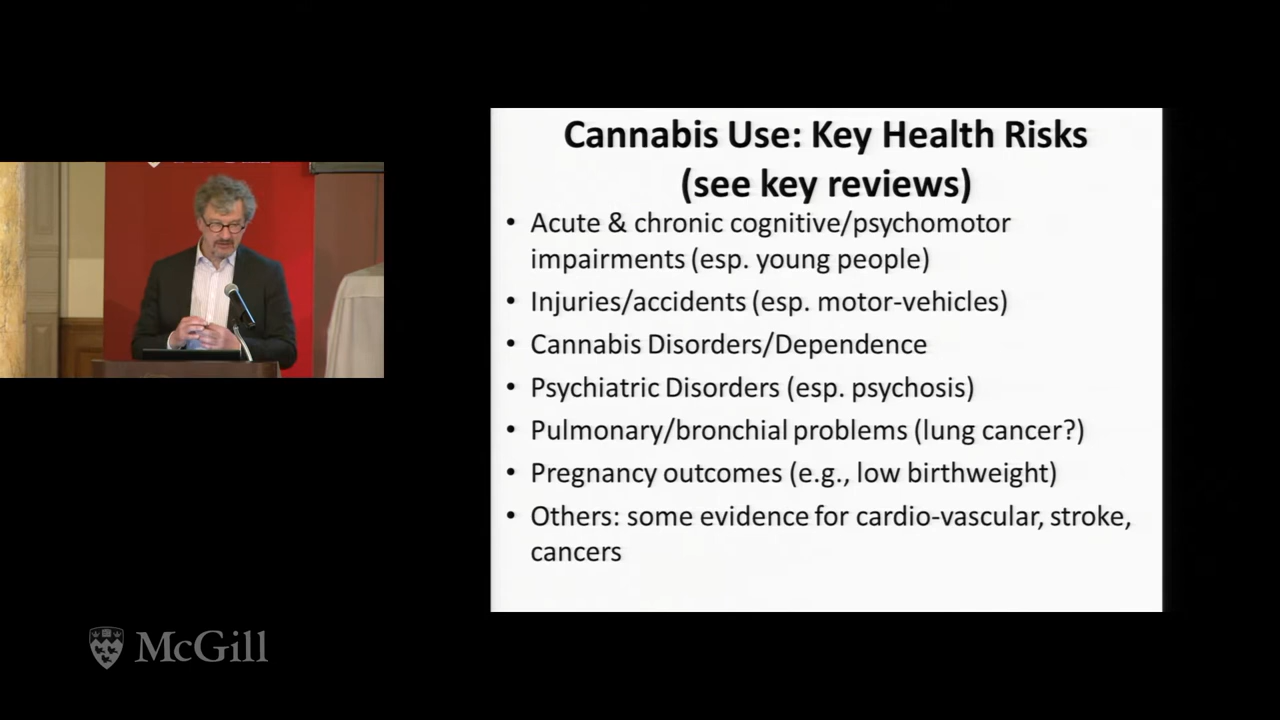 Cannabis Use: Key Health Risks
(see key reviews)
• Acute & chronic cognitive/psychomotor
impairments (esp. young people)
• Injuries/accidents (esp. motor-vehicles)
• Cannabis Disorders/Dependence
• Psychiatric Disorders (esp. psychosis)
• Pulmonary/bronchial problems (lung cancer?)
• Pregnancy outcomes (e.g., low birthweight)
• Others: some evidence for cardio-vascular, stroke,
cancers
McGill